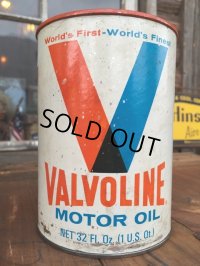 World's First-World's Finest
SOLD OUT
VALVOLINE
MOTOR OIL
NET 32 Fl. Oz. (1 U.S. Qt.)